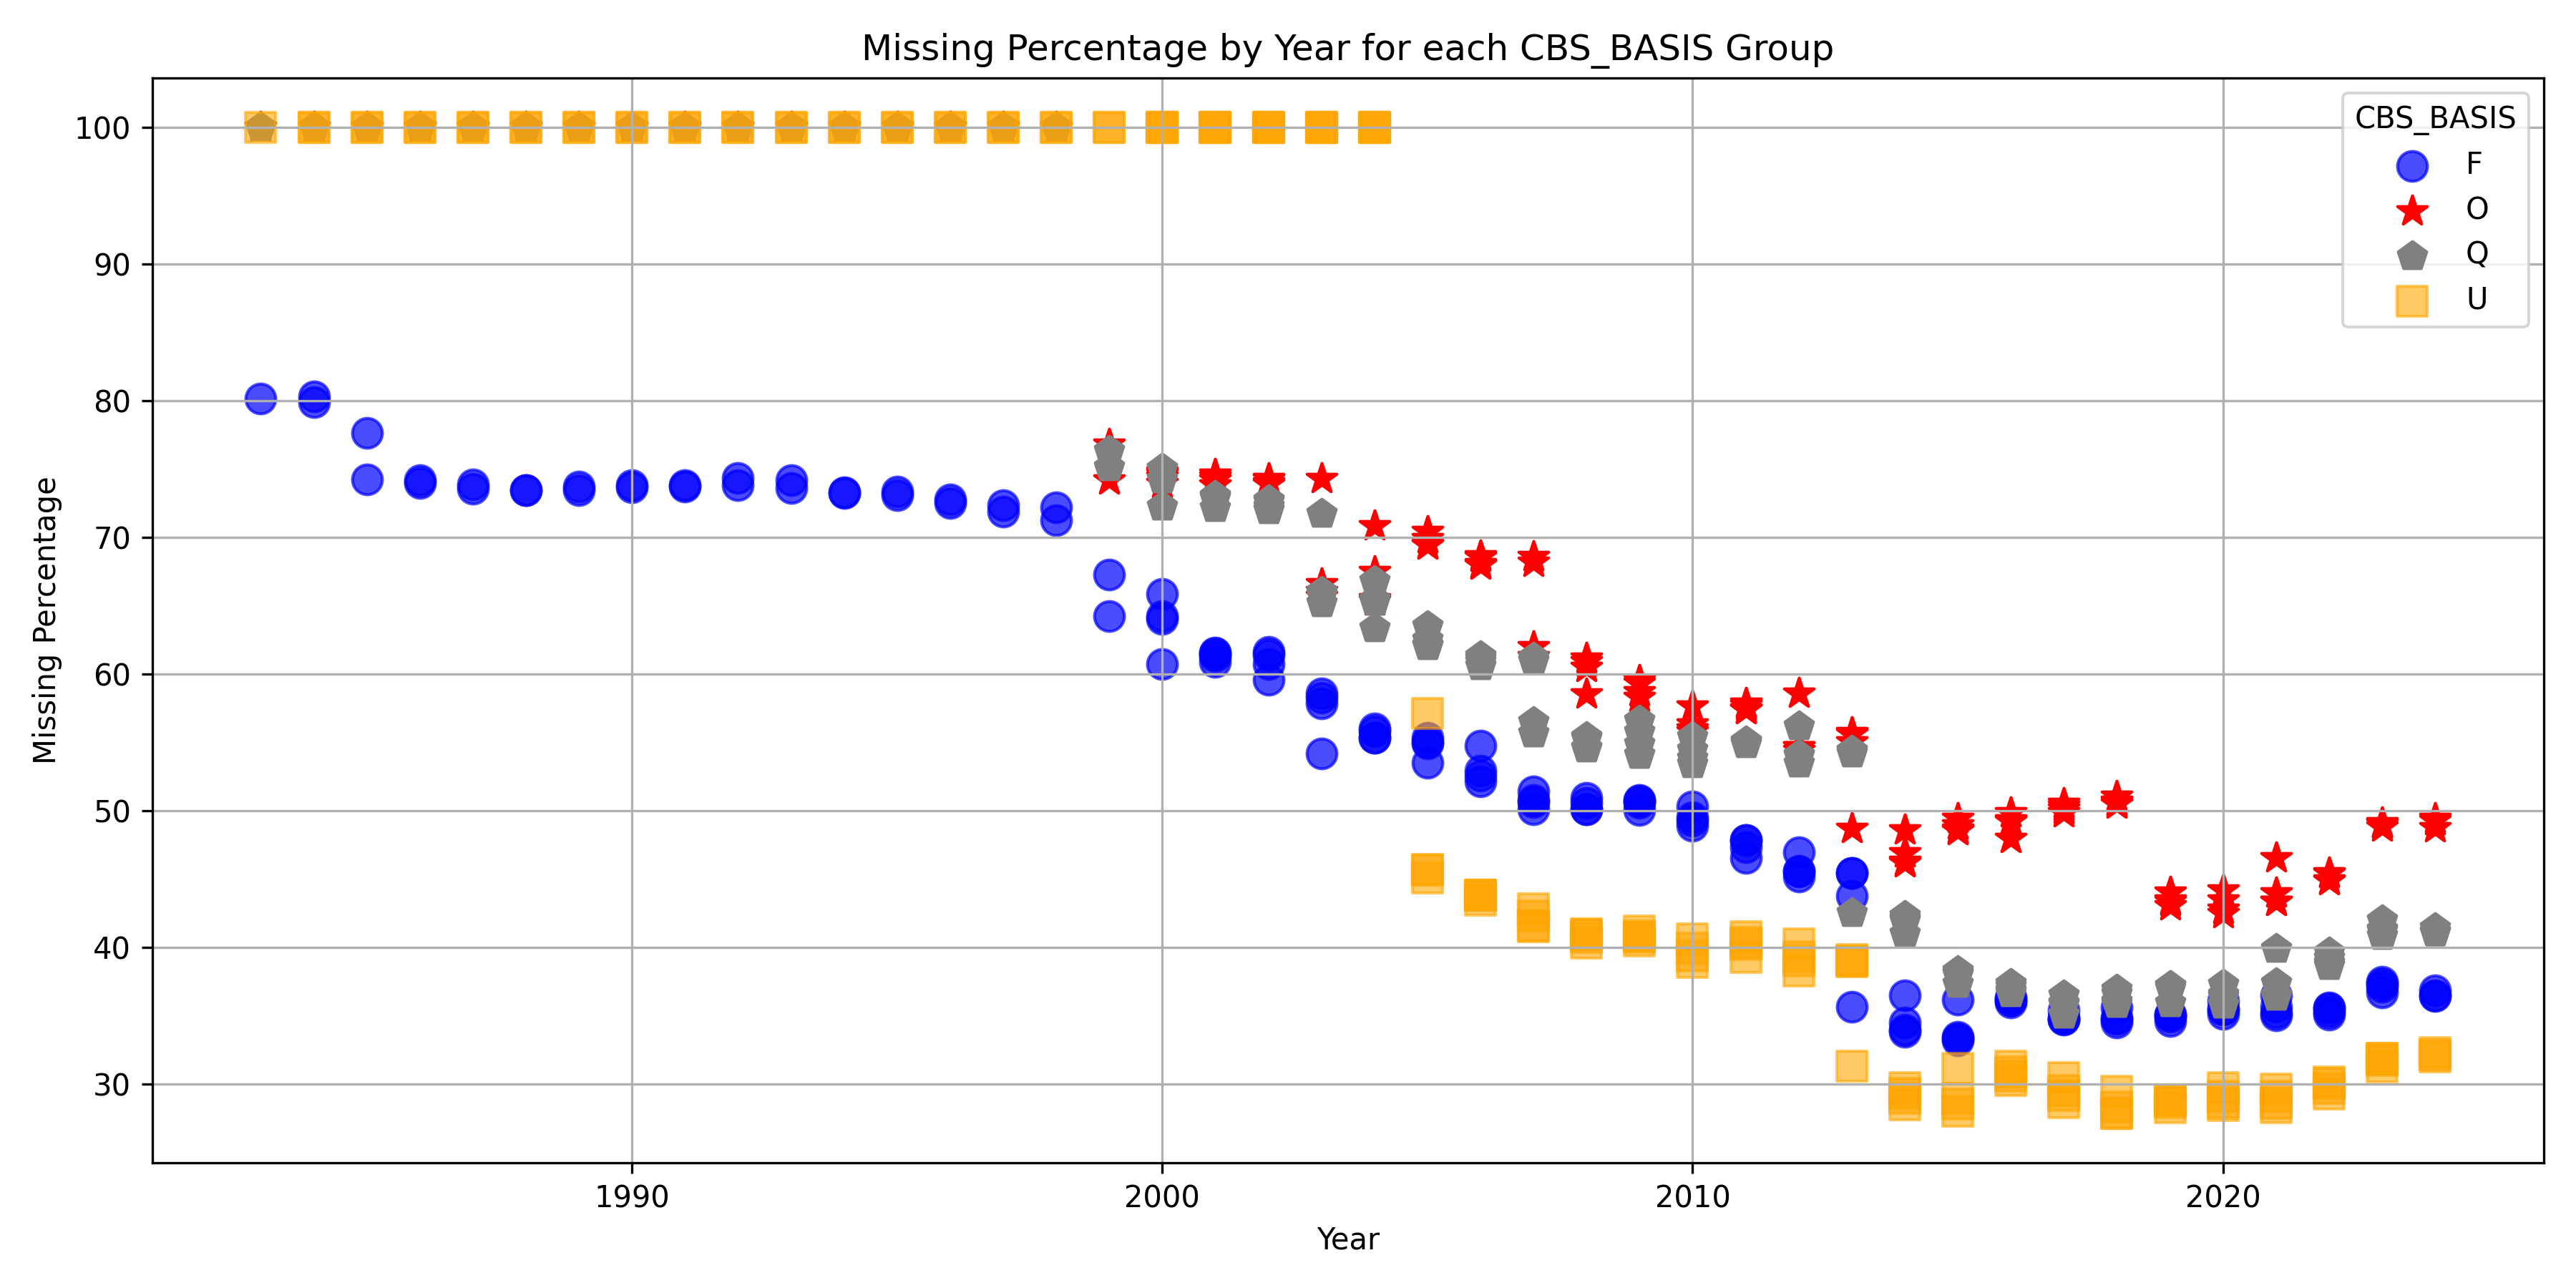 Missing Percentage by Year for each CBS_BASIS Group
CBS_BASIS
F
O
Q
U
Missing Percentage
100
90
80
70
60
50
40
30
1990
2000
2010
2020
Year